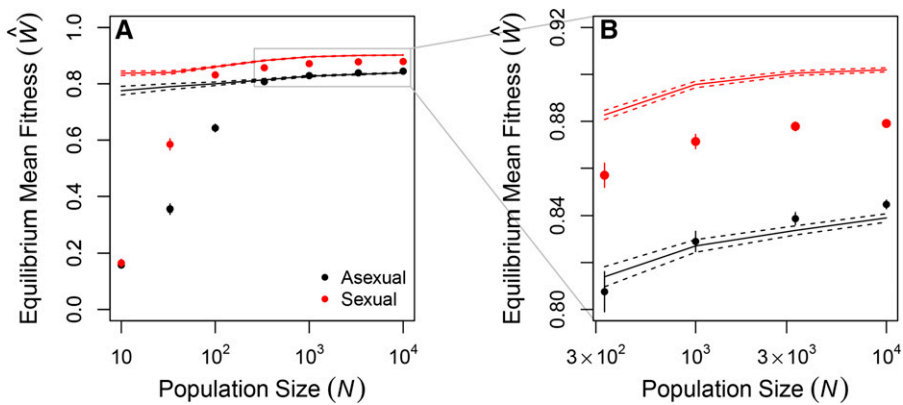 A
Equilibrium Mean Fitness (Ŵ)
1.0
0.8
0.6
0.4
0.2
0.0
Asexual
Sexual
10
10²
10³
10⁴
Population Size (N)
B
Equilibrium Mean Fitness (Ŵ)
0.92
0.88
0.84
0.80
3×10²
10³
3×10³
10⁴
Population Size (N)